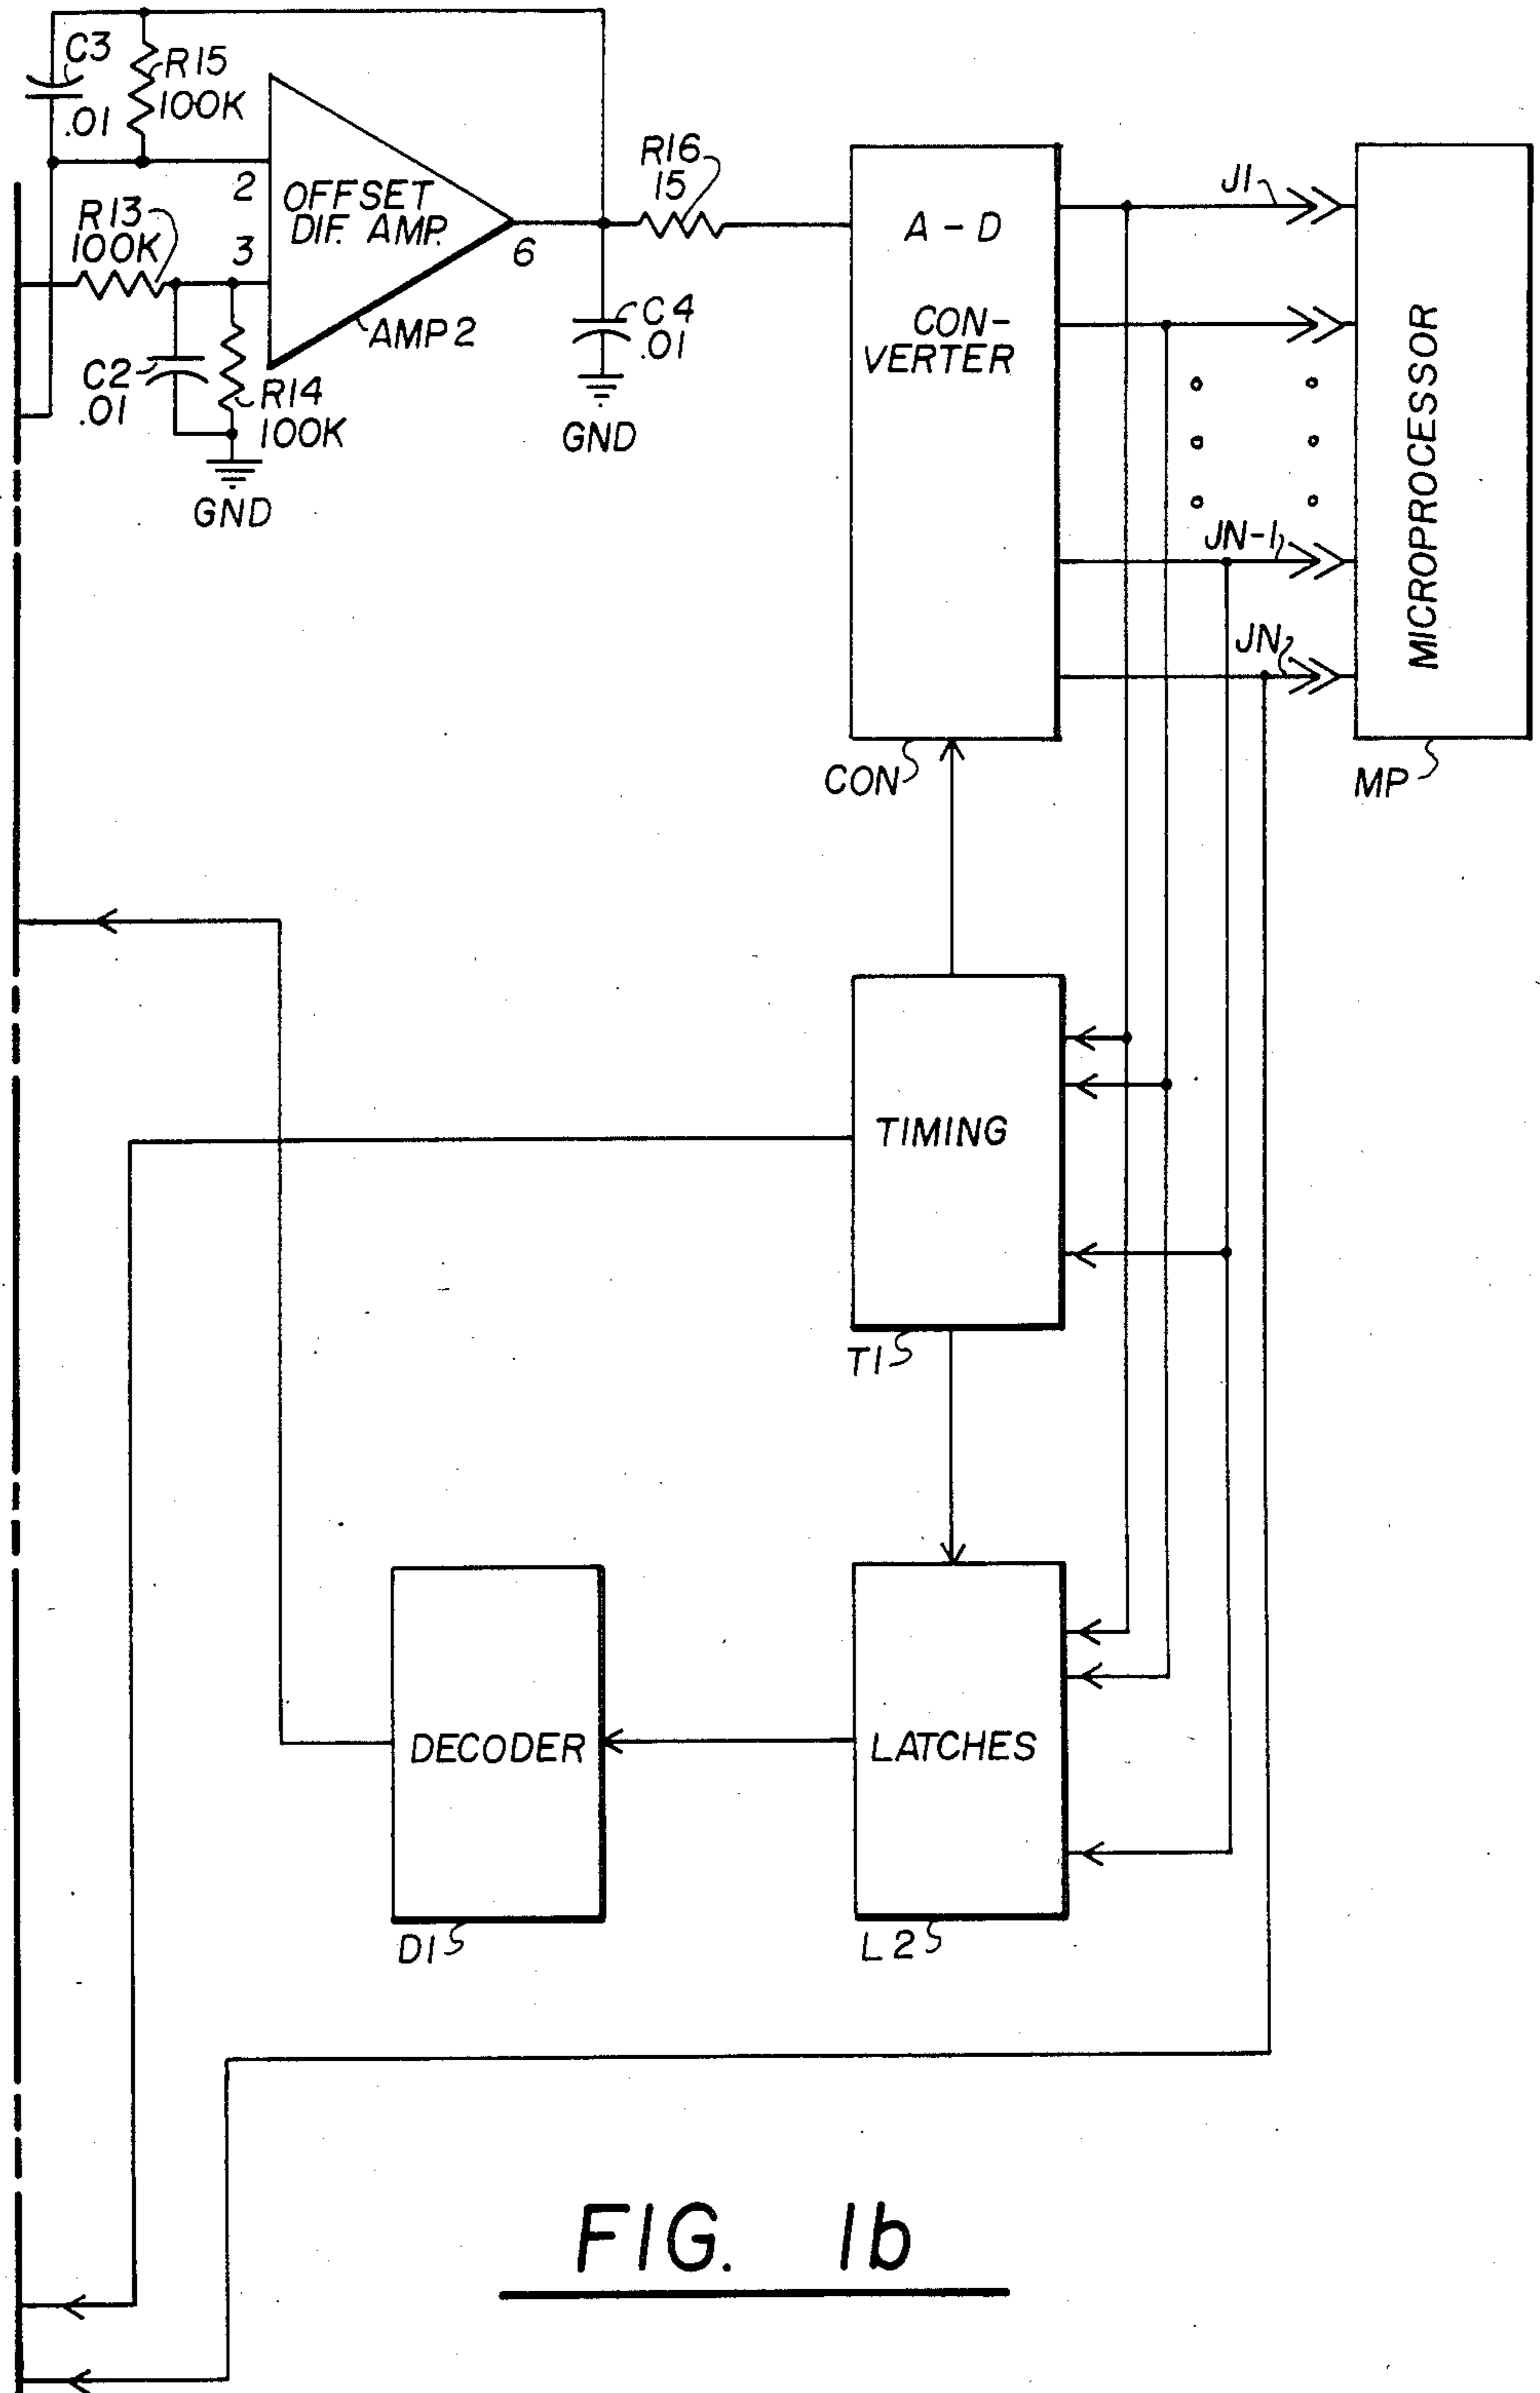 C3
.01
R15
100K
2
OFFSET
DIF. AMP.
R13
100K
3
6
AMP 2
C2
.01
R14
100K
GND
C4
.01
GND
R16
15
A-D
CON-
VERTER
CON
J1
JN-1
JN
MICROPROCESSOR
MP
TIMING
T1
DECODER
D1
LATCHES
L2
FIG. 1b